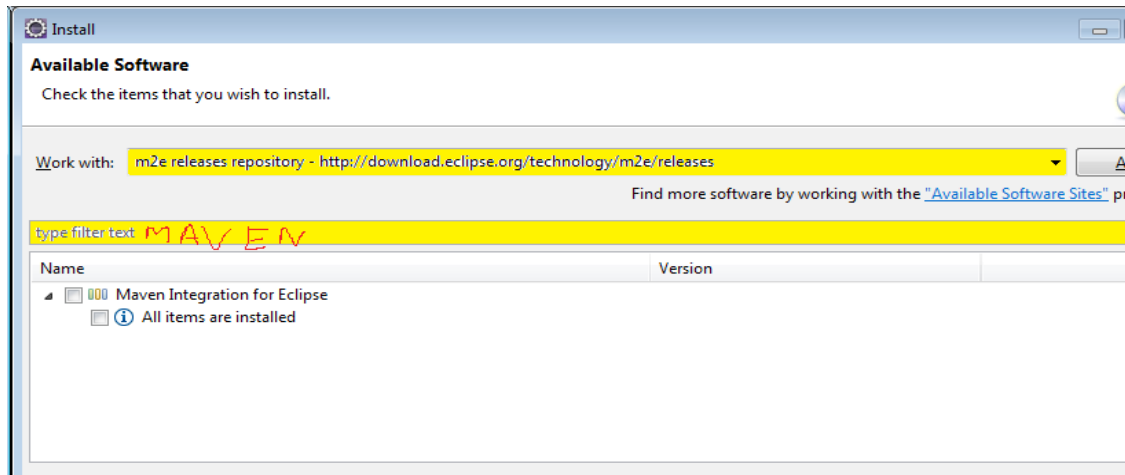 Install
Available Software
Check the items that you wish to install.
Work with: m2e releases repository - http://download.eclipse.org/technology/m2e/releases
Find more software by working with the "Available Software Sites"
type filter text MAVEN
Name Version
Maven Integration for Eclipse
All items are installed